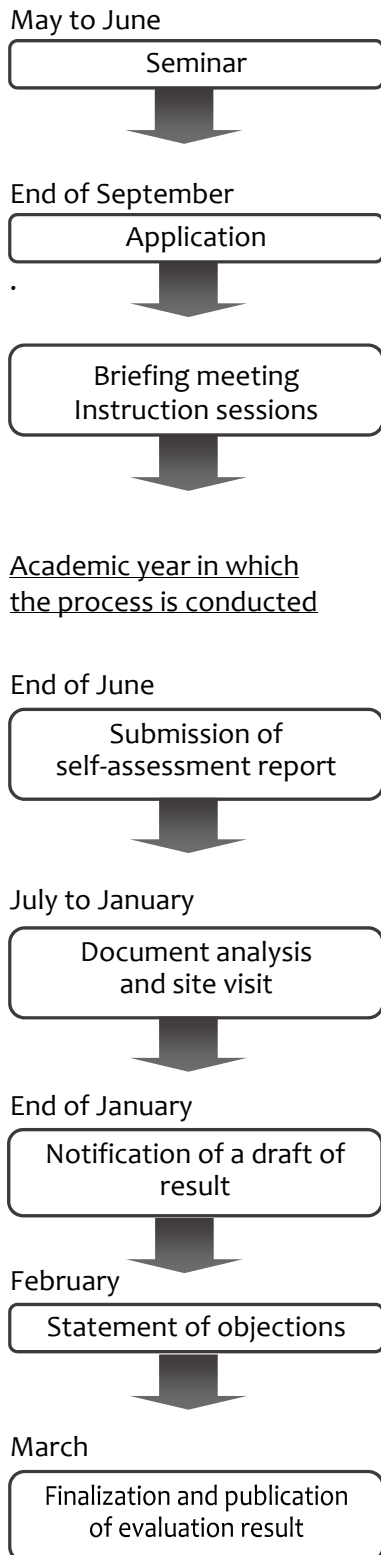 May to June
Seminar
End of September
Application
.
Briefing meeting
Instruction sessions
Academic year in which
the process is conducted
End of June
Submission of
self-assessment report
July to January
Document analysis
and site visit
End of January
Notification of a draft of
result
February
Statement of objections
March
Finalization and publication
of evaluation result